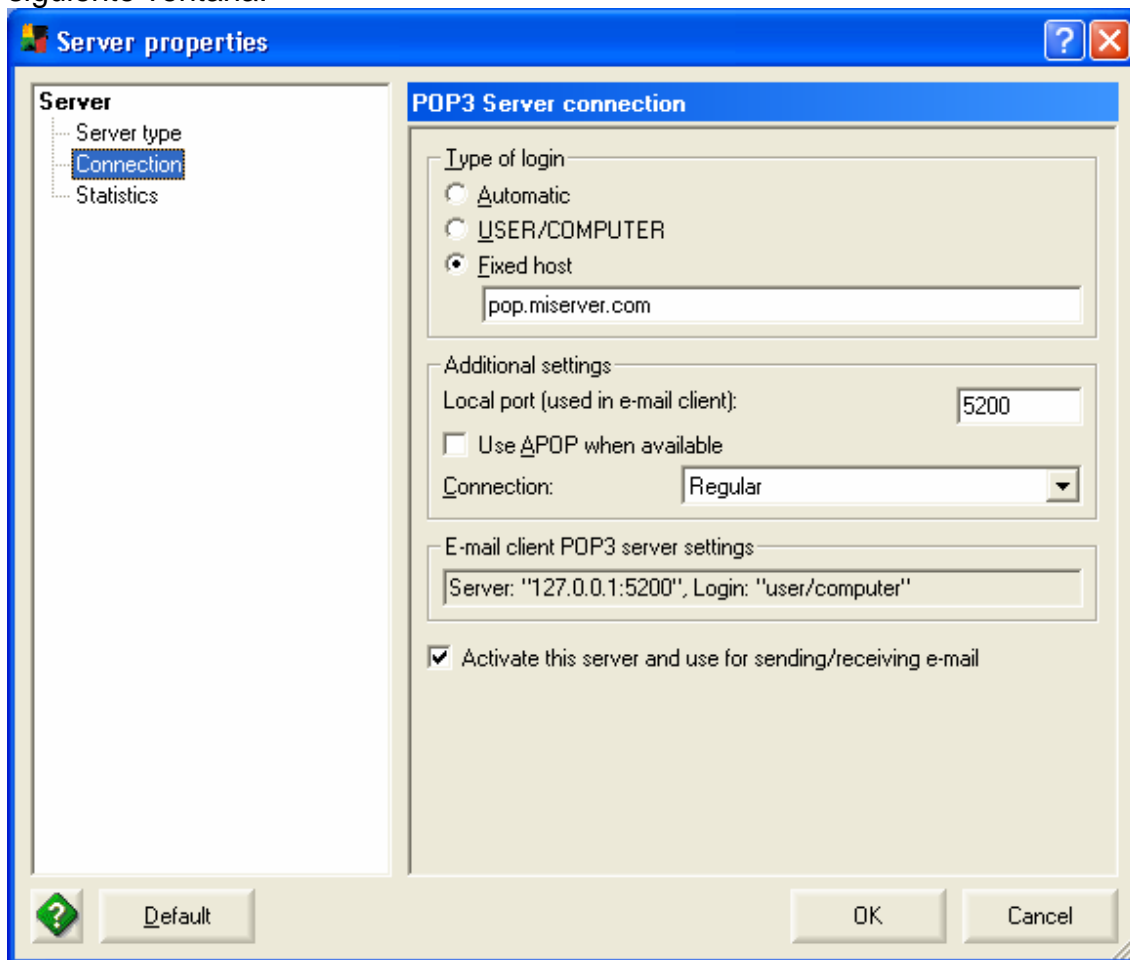 siguiente ventana:
Server properties
Server
Server type
Connection
Statistics
POP3 Server connection
Type of login
Automatic
USER/COMPUTER
Fixed host
pop.miserver.com
Additional settings
Local port (used in e-mail client):
5200
Use APOP when available
Connection:
Regular
E-mail client POP3 server settings
Server: "127.0.0.1:5200", Login: "user/computer"
Activate this server and use for sending/receiving e-mail
Default
OK
Cancel